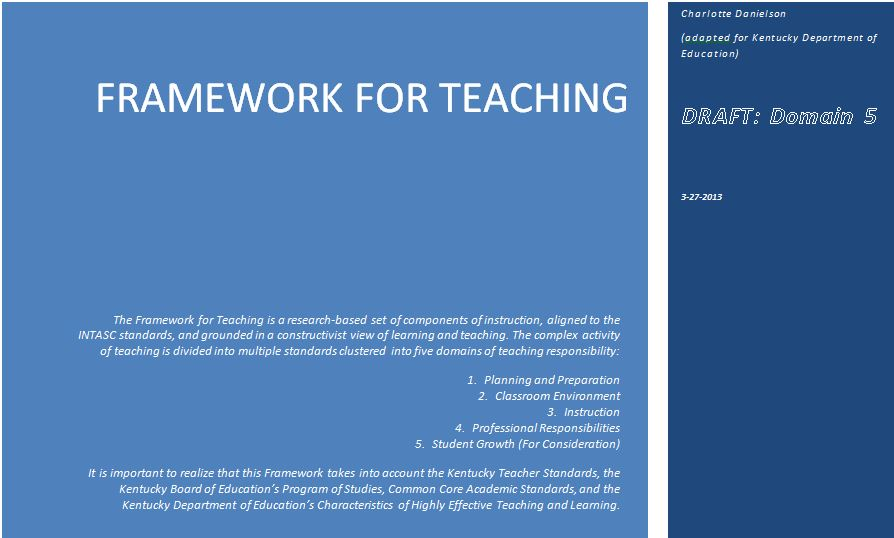 FRAMEWORK FOR TEACHING
The Framework for Teaching is a research-based set of components of instruction, aligned to the
INTASC standards, and grounded in a constructivist view of learning and teaching. The complex activity
of teaching is divided into multiple standards clustered into five domains of teaching responsibility:
1. Planning and Preparation
2. Classroom Environment
3. Instruction
4. Professional Responsibilities
5. Student Growth (For Consideration)
It is important to realize that this Framework takes into account the Kentucky Teacher Standards, the
Kentucky Board of Education's Program of Studies, Common Core Academic Standards, and the
Kentucky Department of Education's Characteristics of Highly Effective Teaching and Learning.
Charlotte Danielson
(adapted for Kentucky Department of
Education)
DRAFT: Domain 5
3-27-2013